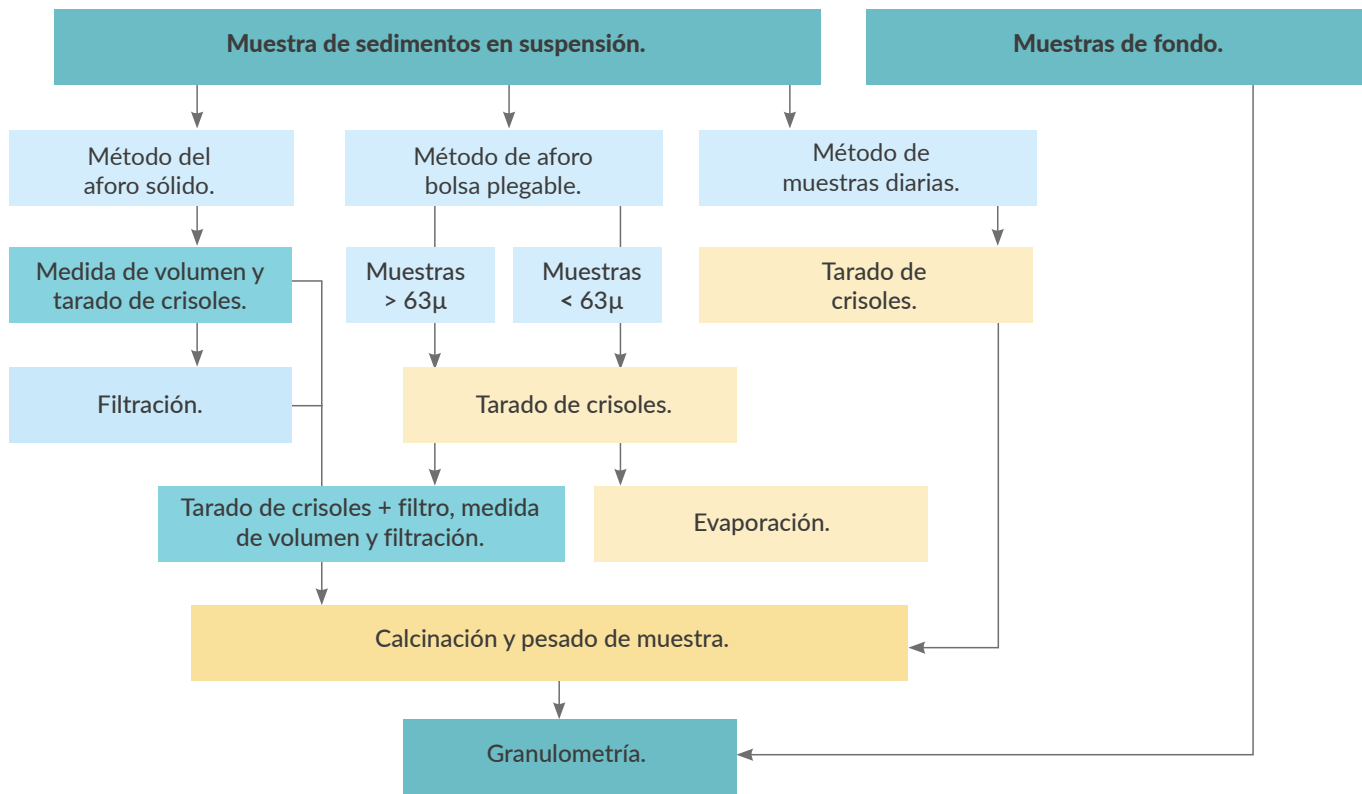 Muestra de sedimentos en suspensión.
Muestras de fondo.
Método del
aforo sólido.
Método de aforo
bolsa plegable.
Método de
muestras diarias.
Medida de volumen y
tarado de crisoles.
Muestras
> 63µ
Muestras
< 63µ
Tarado de
crisoles.
Filtración.
Tarado de crisoles.
Tarado de crisoles + filtro, medida
de volumen y filtración.
Evaporación.
Calcinación y pesado de muestra.
Granulometría.